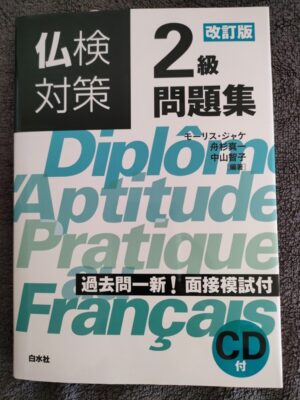 仏検
対策
2級
改訂版
問題集
モーリス・ジャケ
舟杉真一
中山智子
[編著]
Diplôme
d'Aptitude
Pratique
au
Français
過去問一新！面接模試付
CD
付
白水社